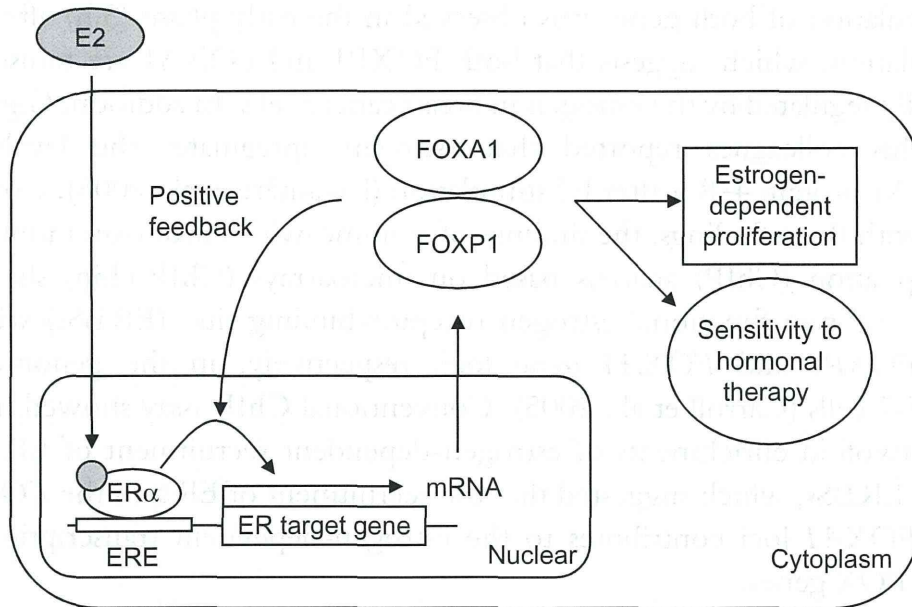 E2
FOXA1
FOXP1
Positive
feedback
Estrogen-
dependent
proliferation
Sensitivity to
hormonal
therapy
ERα
mRNA
ER target gene
ERE
Nuclear
Cytoplasm